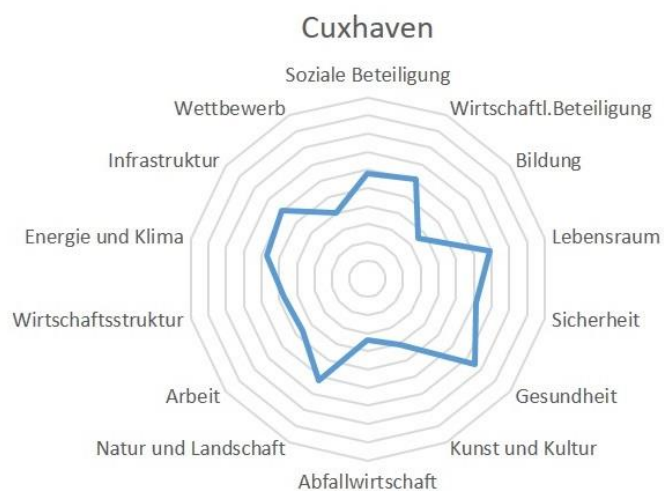 Cuxhaven
Soziale Beteiligung
Wettbewerb
Wirtschaftl.Beteiligung
Infrastruktur
Bildung
Energie und Klima
Lebensraum
Wirtschaftsstruktur
Sicherheit
Arbeit
Gesundheit
Natur und Landschaft
Kunst und Kultur
Abfallwirtschaft